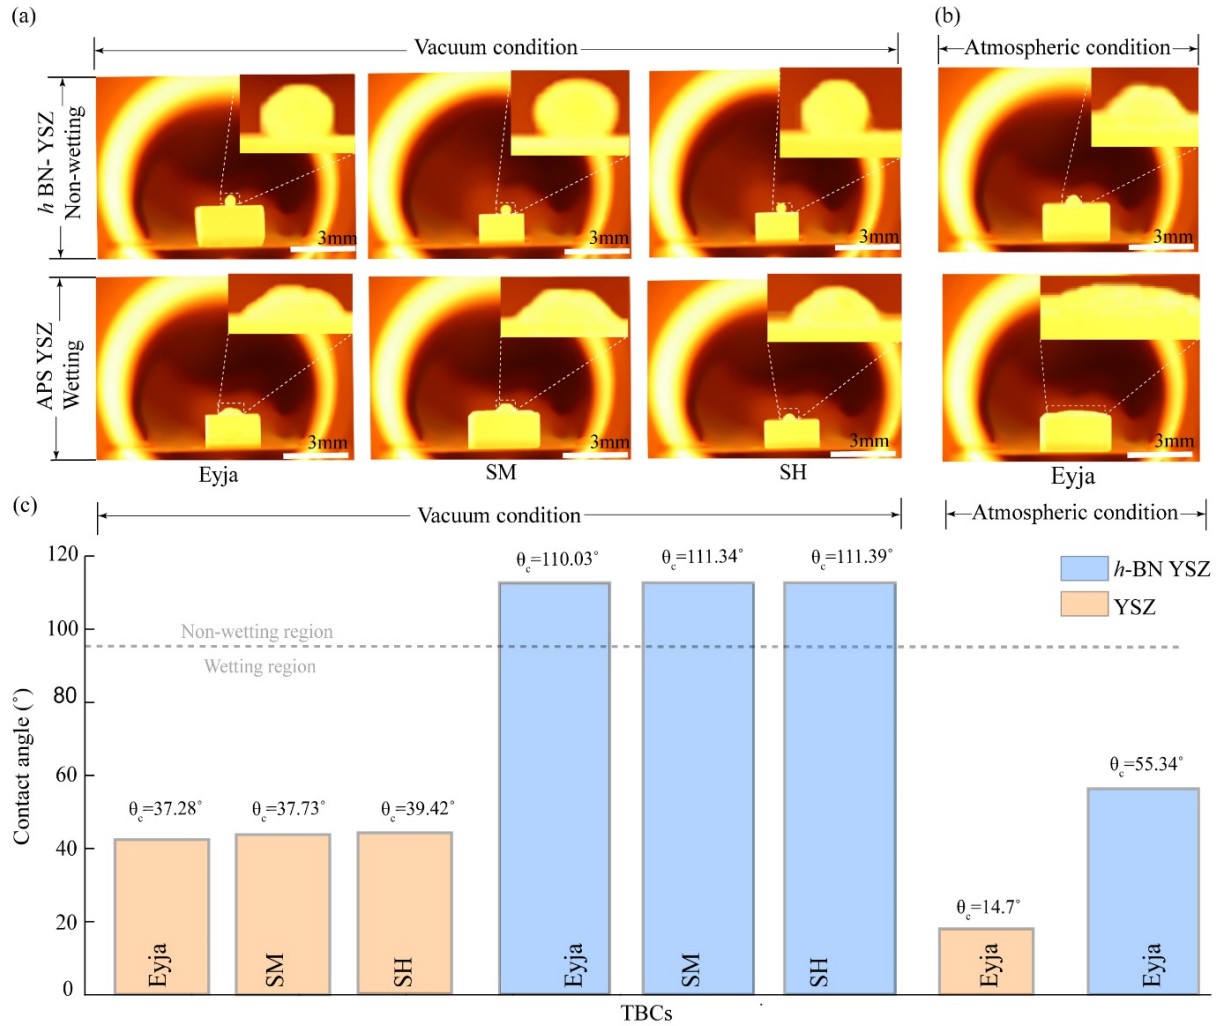 (a)
(b)
Vacuum condition
Atmospheric condition
h BN- YSZ
Non-wetting
3mm
3mm
3mm
3mm
APS YSZ
Wetting
3mm
3mm
3mm
3mm
Eyja
SM
SH
Eyja
(c)
Vacuum condition
Atmospheric condition
120
100
80
60
40
20
0
Contact angle (°)
θc=110.03°
θc=111.34°
θc=111.39°
h-BN YSZ
YSZ
Non-wetting region
Wetting region
θc=37.28°
θc=37.73°
θc=39.42°
θc=14.7°
θc=55.34°
Eyja
SM
SH
Eyja
SM
SH
Eyja
Eyja
TBCs